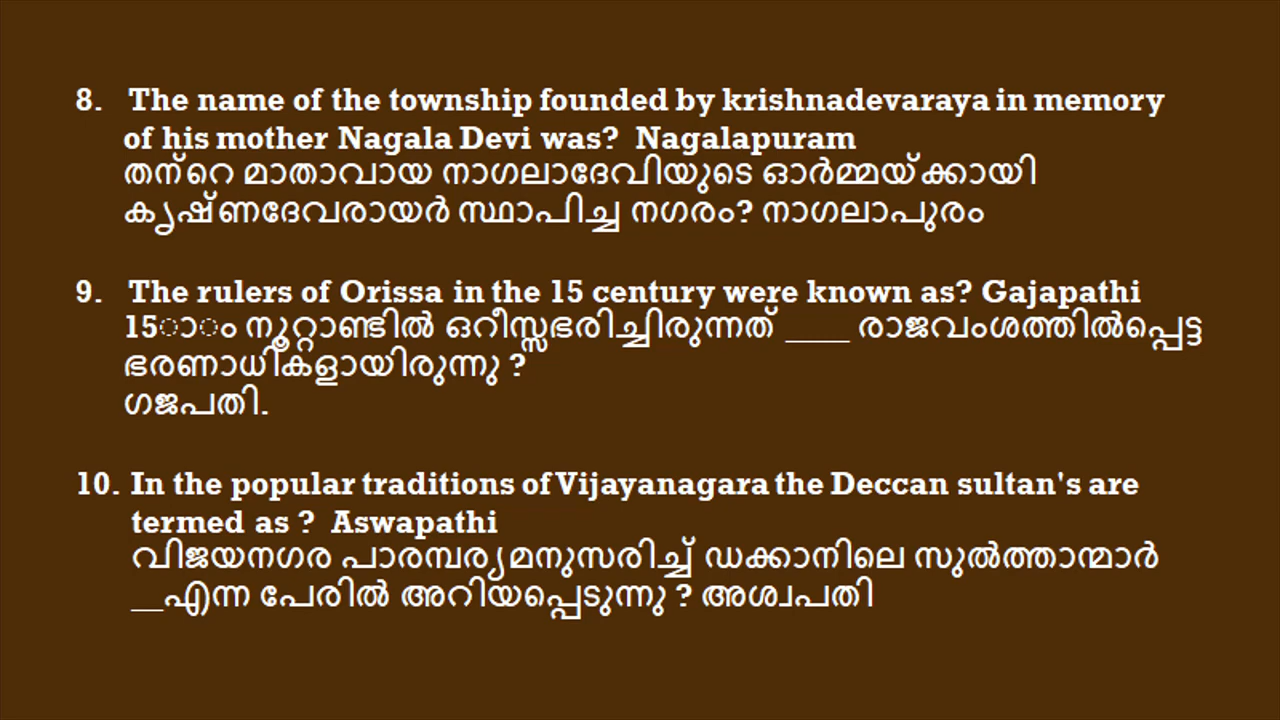 8. The name of the township founded by krishnadevaraya in memory
of his mother Nagala Devi was? Nagalapuram
തന്റെ മാതാവായ നാഗലാദേവിയുടെ ഓർമ്മയ്ക്കായി
കൃഷ്ണദേവരായർ സ്ഥാപിച്ച നഗരം? നാഗലാപുരം
9. The rulers of Orissa in the 15 century were known as? Gajapathi
15ാംം നൂറ്റാണ്ടിൽ ഒറീസ്സഭരിച്ചിരുന്നത് ____ രാജവംശത്തിൽപ്പെട്ട
ഭരണാധികളായിരുന്നു ?
ഗജപതി.
10. In the popular traditions of Vijayanagara the Deccan sultan's are
termed as ? Aswapathi
വിജയനഗര പാരമ്പര്യമനുസരിച്ച് ഡക്കാനിലെ സുൽത്താന്മാർ
__എന്ന പേരിൽ അറിയപ്പെടുന്നു ? അശ്വപതി